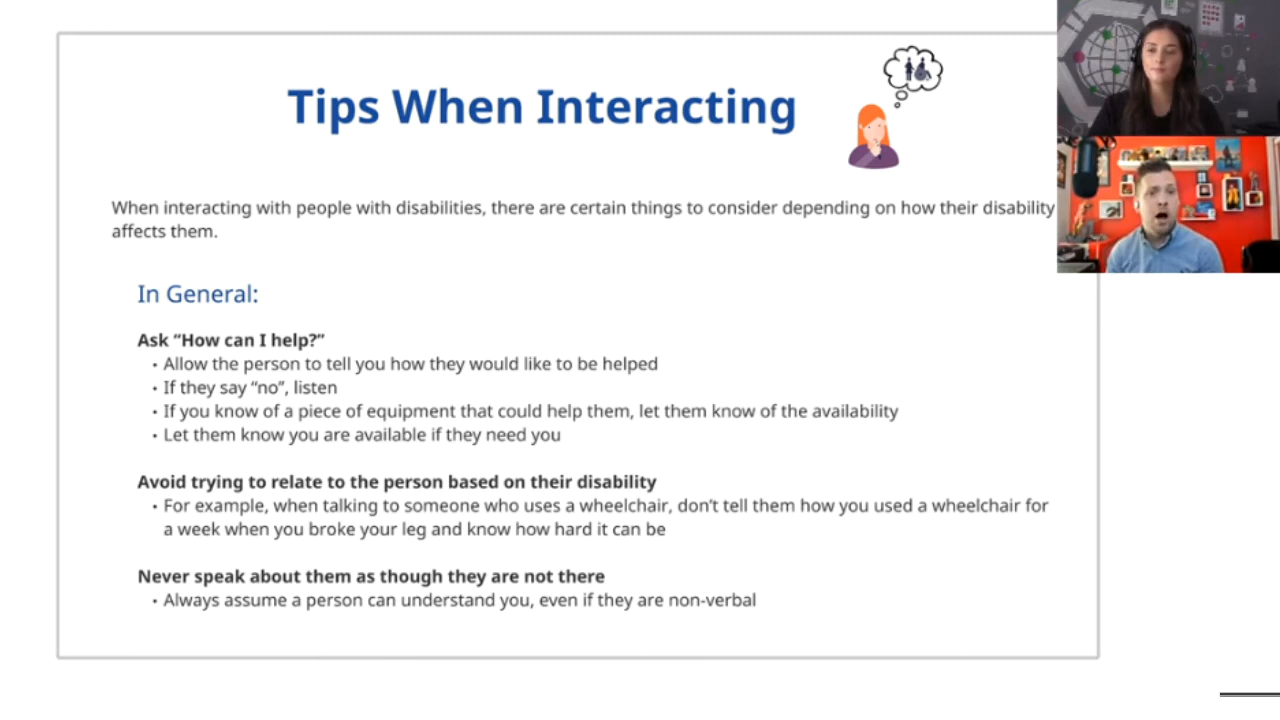 Tips When Interacting
When interacting with people with disabilities, there are certain things to consider depending on how their disability
affects them.
In General:
Ask “How can I help?”
• Allow the person to tell you how they would like to be helped
• If they say “no”, listen
• If you know of a piece of equipment that could help them, let them know of the availability
• Let them know you are available if they need you
Avoid trying to relate to the person based on their disability
• For example, when talking to someone who uses a wheelchair, don’t tell them how you used a wheelchair for
a week when you broke your leg and know how hard it can be
Never speak about them as though they are not there
• Always assume a person can understand you, even if they are non-verbal